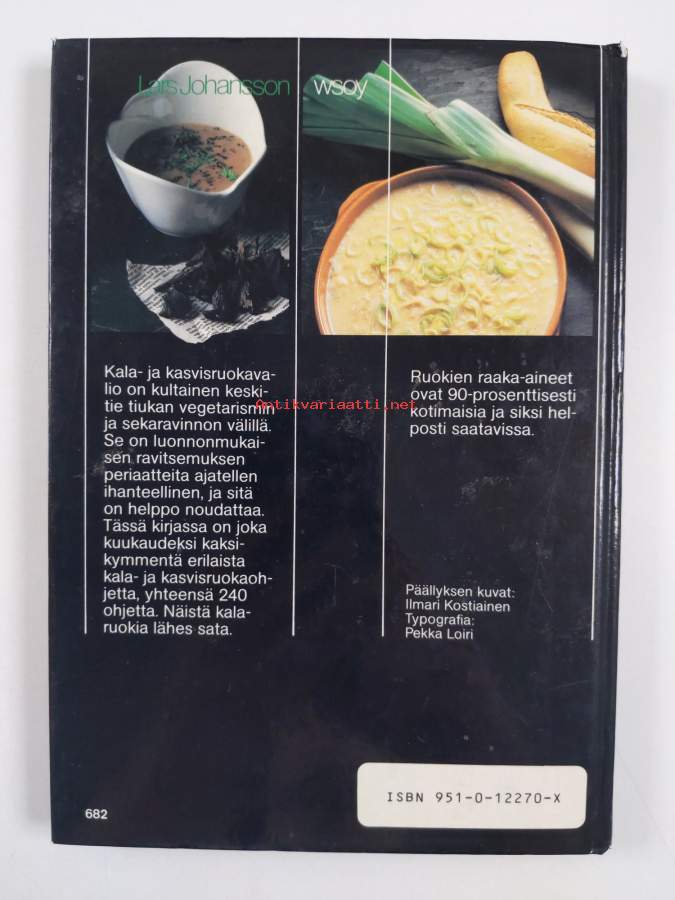 Lars Johansson wsoy
Kala- ja kasvisruokava-
lio on kultainen keski-
tie tiukan vegetarismin
ja sekaravinnon välillä.
Se on luonnonmukai-
sen ravitsemuksen
periaatteita ajatellen
ihanteellinen, ja sitä
on helppo noudattaa.
Tässä kirjassa on joka
kuukaudeksi kaksi-
kymmentä erilaista
kala- ja kasvisruokaoh-
jetta, yhteensä 240
ohjetta. Näistä kala-
ruokia lähes sata.
Ruokien raaka-aineet
ovat 90-prosenttisesti
kotimaisia ja siksi hel-
posti saatavissa.
Antikvariaatti.net
Päällyksen kuvat:
Ilmari Kostiainen
Typografia:
Pekka Loiri
ISBN 951-0-12270-X
682